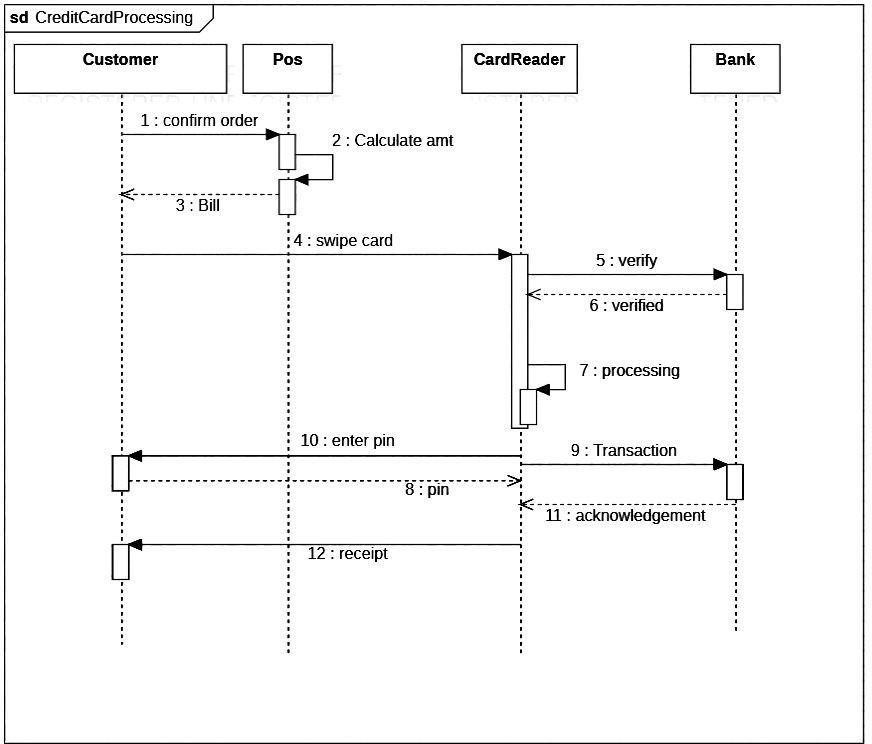 sd CreditCardProcessing
Customer
Pos
CardReader
Bank
1 : confirm order
2 : Calculate amt
3 : Bill
4 : swipe card
5 : verify
6 : verified
7 : processing
10 : enter pin
9 : Transaction
8 : pin
11 : acknowledgement
12 : receipt